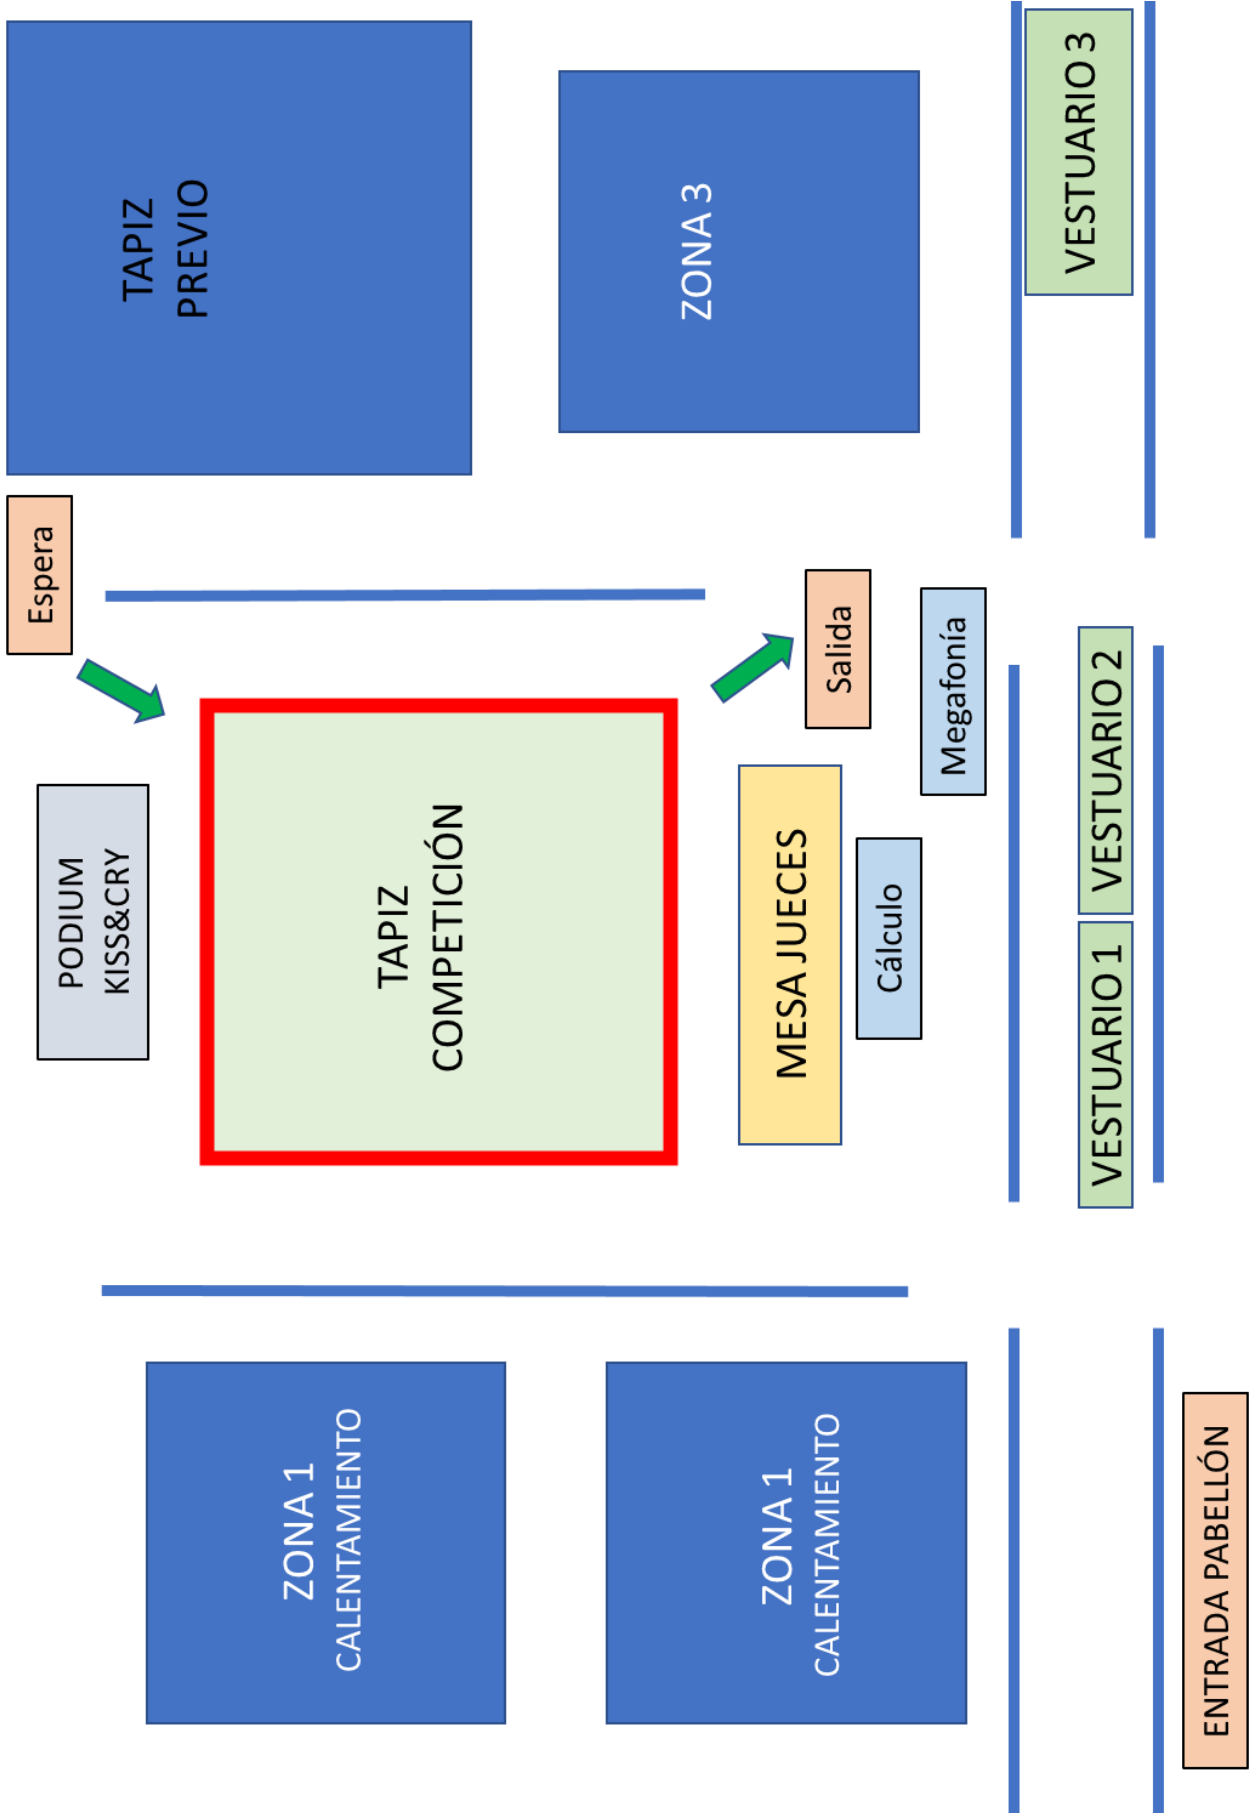 PODIUM
KISS&CRY
Espera
TAPIZ
PREVIO
ZONA 1
CALENTAMIENTO
TAPIZ
COMPETICIÓN
ZONA 3
ZONA 1
CALENTAMIENTO
MESA JUECES
Salida
Cálculo
Megafonía
VESTUARIO 1
VESTUARIO 2
VESTUARIO 3
ENTRADA PABELLÓN